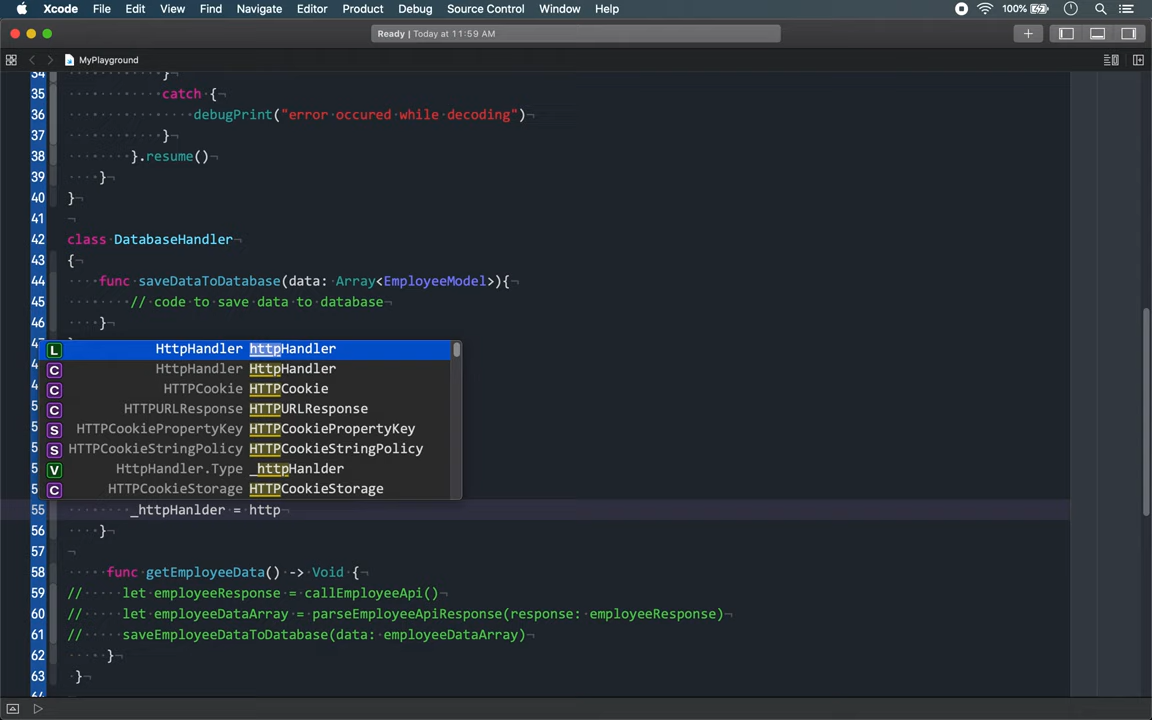 Xcode File Edit View Find Navigate Editor Product Debug Source Control Window Help 100%
Ready | Today at 11:59 AM
MyPlayground
34 }
35 catch {
36 debugPrint("error occured while decoding")
37 }
38 }.resume()
39 }
40 }
41
42 class DatabaseHandler
43 {
44 func saveDataToDatabase(data: Array<EmployeeModel>){
45 // code to save data to database
46 }
L HttpHandler httpHandler
C HttpHandler HttpHandler
C HTTPCookie HTTPCookie
C HTTPURLResponse HTTPURLResponse
S HTTPCookiePropertyKey HTTPCookiePropertyKey
S HTTPCookieStringPolicy HTTPCookieStringPolicy
V HttpHandler.Type _httpHanlder
C HTTPCookieStorage HTTPCookieStorage
55 _httpHanlder = http
56 }
57
58 func getEmployeeData() -> Void {
59 // let employeeResponse = callEmployeeApi()
60 // let employeeDataArray = parseEmployeeApiResponse(response: employeeResponse)
61 // saveEmployeeDataToDatabase(data: employeeDataArray)
62 }
63 }